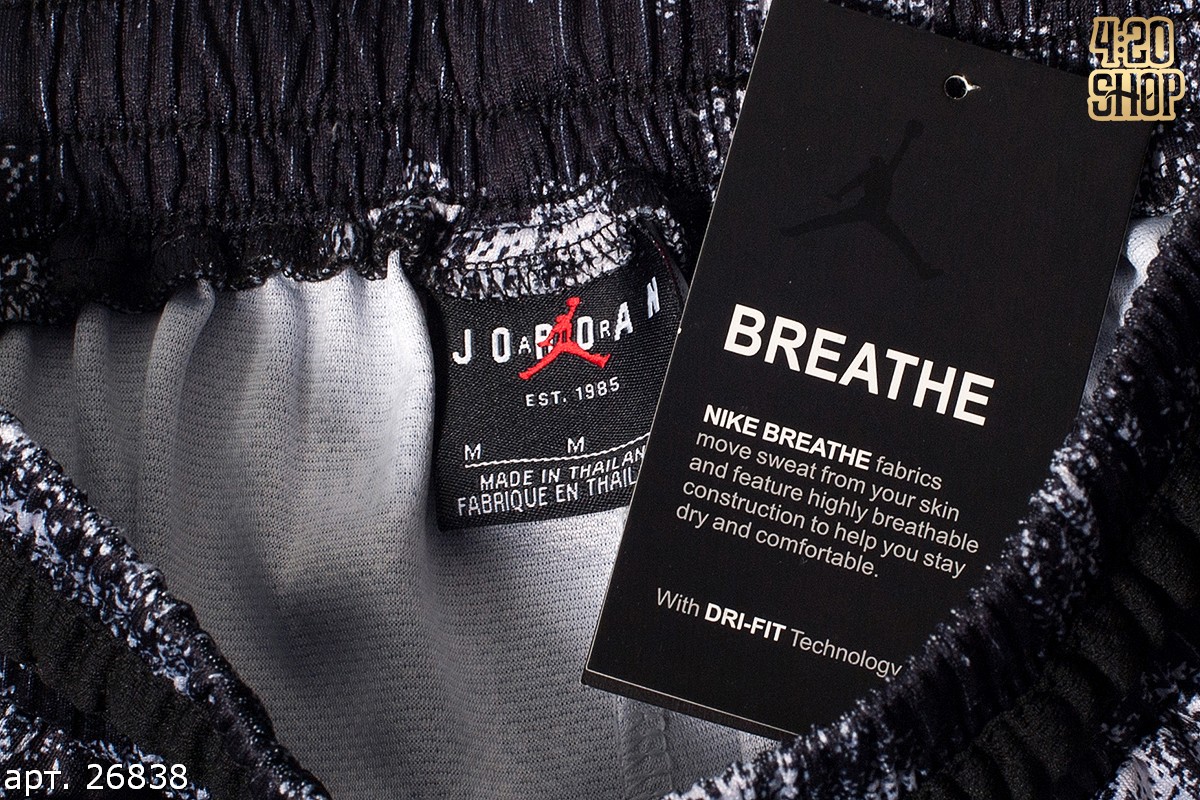 4:20
SHOP
JORDAN
AIR
EST. 1985
M M
MADE IN THAILAN
FABRIQUE EN THAIL
BREATHE
NIKE BREATHE fabrics
move sweat from your skin
and feature highly breathable
construction to help you stay
dry and comfortable.
With DRI-FIT Technology
арт. 26838